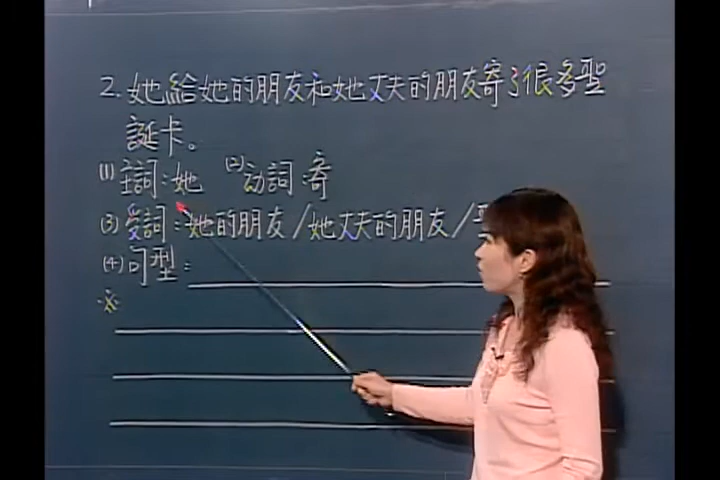 2. 她給她的朋友和她丈夫的朋友寄了很多聖
誕卡。
(1) 主詞：她 (2) 动詞：寄
(3) 受詞：她的朋友/她丈夫的朋友/
(4) 句型：
※